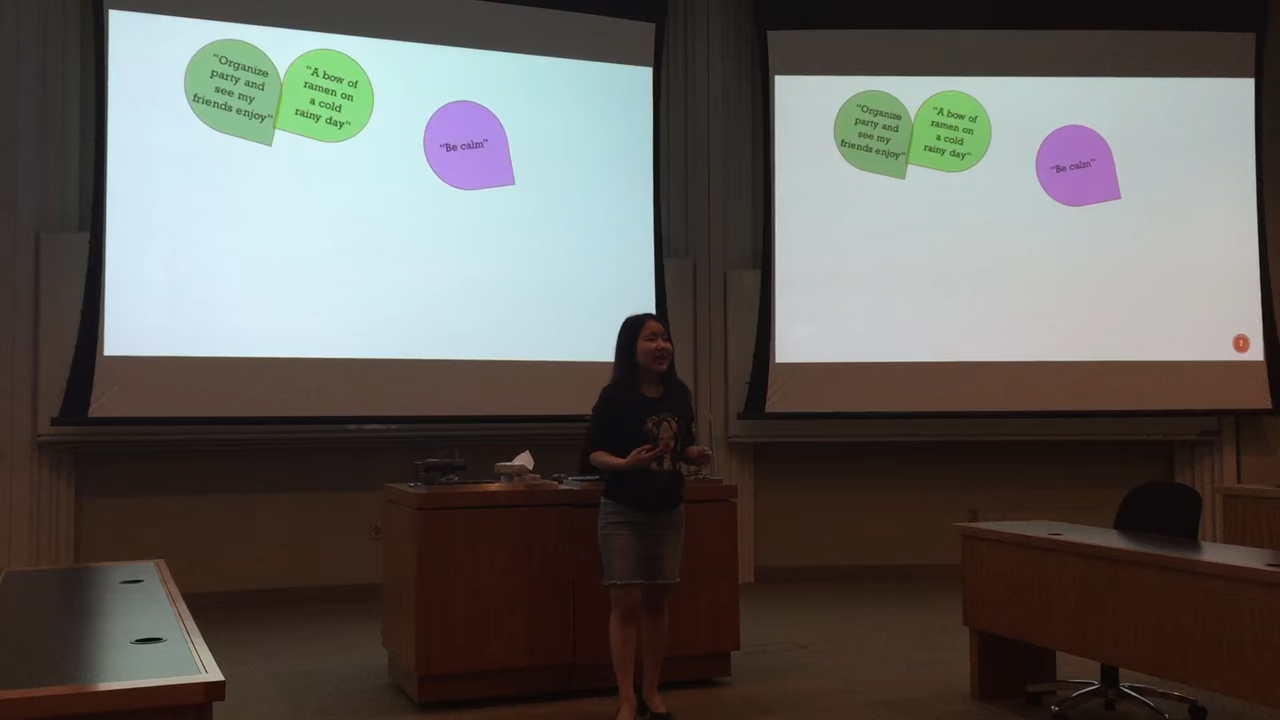 “Organize
party and
see my
friends enjoy”
“A bow of
ramen on
a cold
rainy day”
“Be calm”
“Organize
party and
see my
friends enjoy”
“A bow of
ramen on
a cold
rainy day”
“Be calm”
3